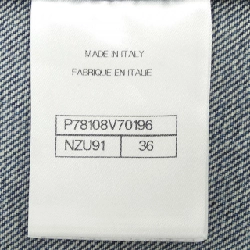 MADE IN ITALY
FABRIQUE EN ITALIE
P78108V70196
NZU91 36